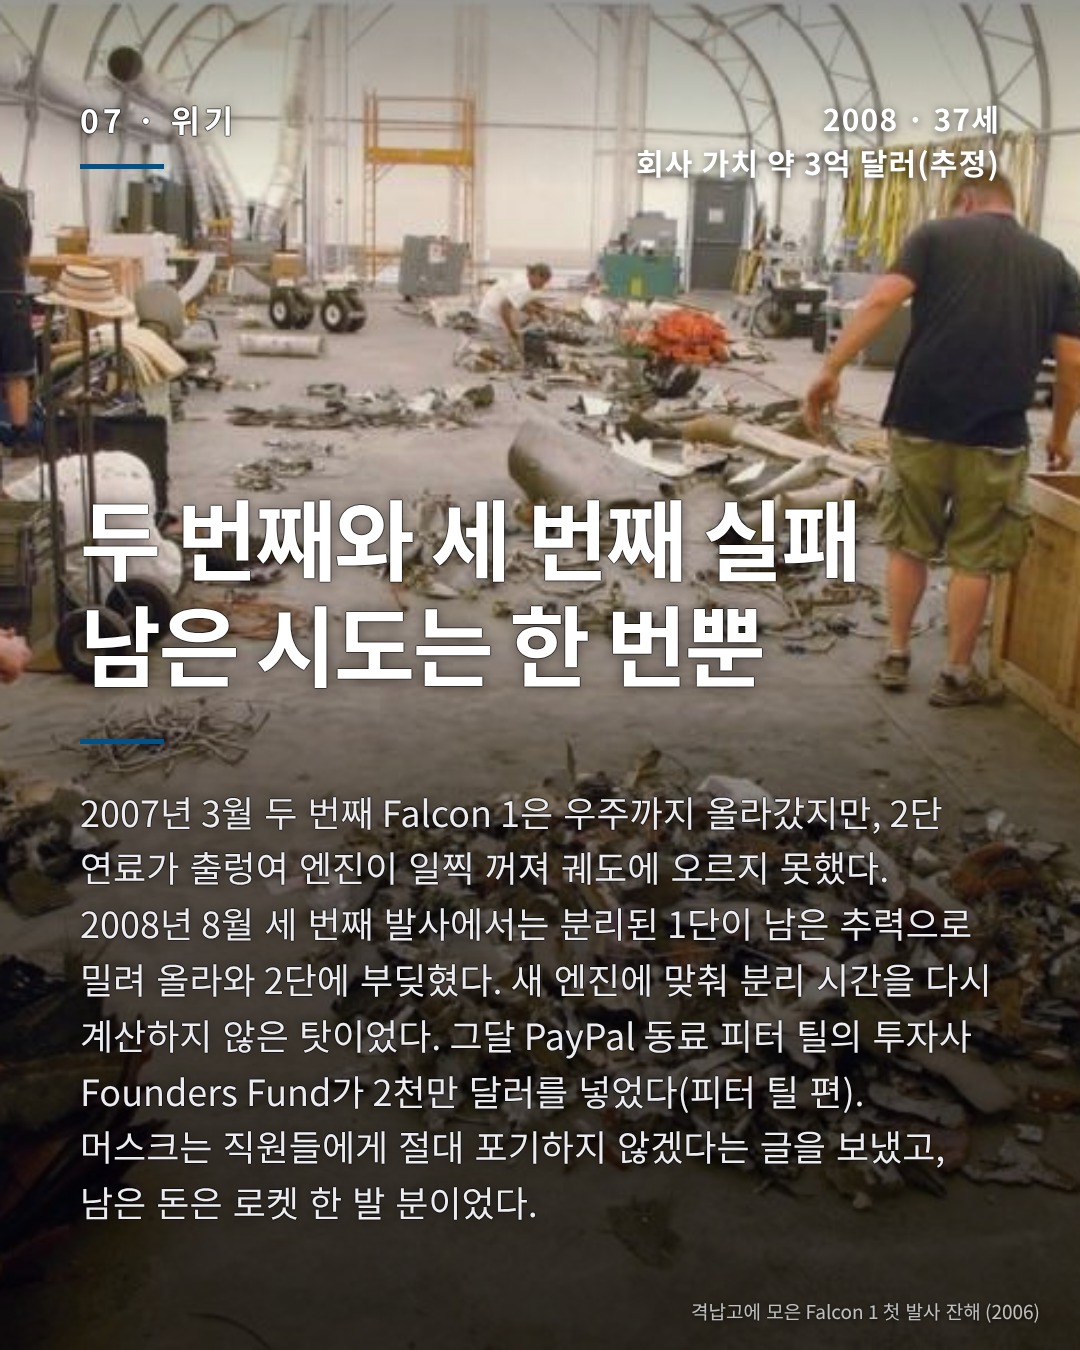 07 · 위기
2008 · 37세
회사 가치 약 3억 달러(추정)
두 번째와 세 번째 실패
남은 시도는 한 번뿐
2007년 3월 두 번째 Falcon 1은 우주까지 올라갔지만, 2단
연료가 출렁여 엔진이 일찍 꺼져 궤도에 오르지 못했다.
2008년 8월 세 번째 발사에서는 분리된 1단이 남은 추력으로
밀려 올라와 2단에 부딪혔다. 새 엔진에 맞춰 분리 시간을 다시
계산하지 않은 탓이었다. 그달 PayPal 동료 피터 틸의 투자사
Founders Fund가 2천만 달러를 넣었다(피터 틸 편).
머스크는 직원들에게 절대 포기하지 않겠다는 글을 보냈고,
남은 돈은 로켓 한 발 분이었다.
격납고에 모은 Falcon 1 첫 발사 잔해 (2006)